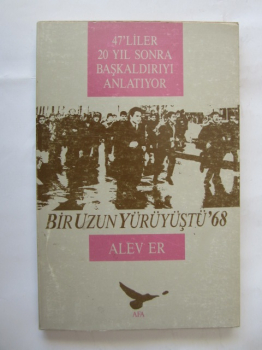 47'LİLER
20 YIL SONRA
BAŞKALDIRIYI
ANLATIYOR
BİR UZUN YÜRÜYÜŞTÜ '68
ALEV ER
AFA